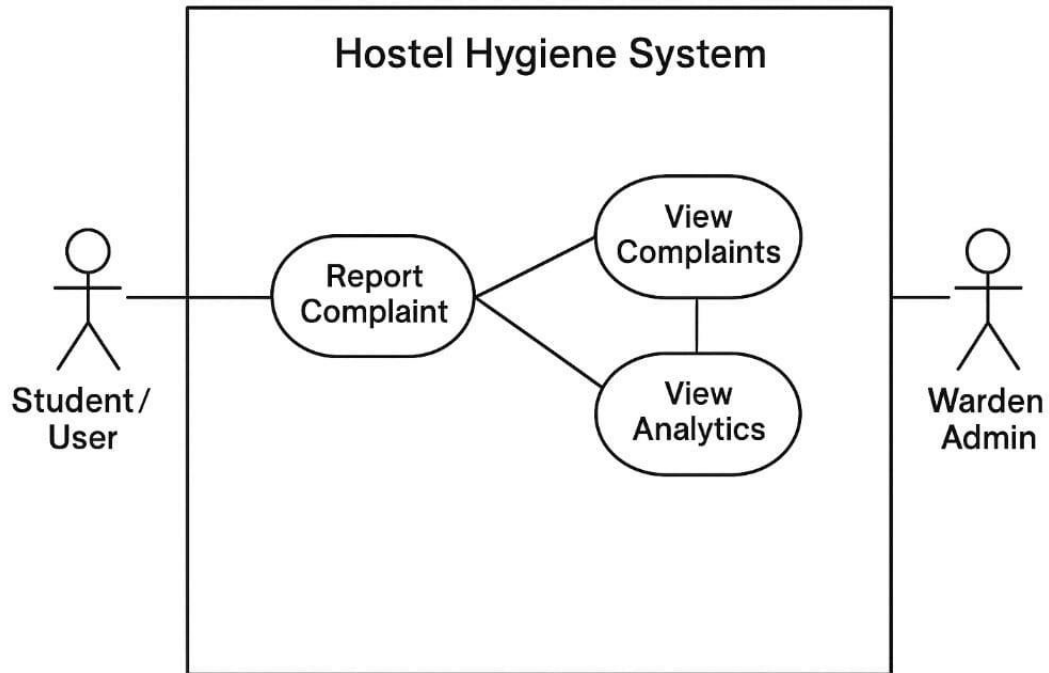 Hostel Hygiene System
Student/
User
Report
Complaint
View
Complaints
View
Analytics
Warden
Admin